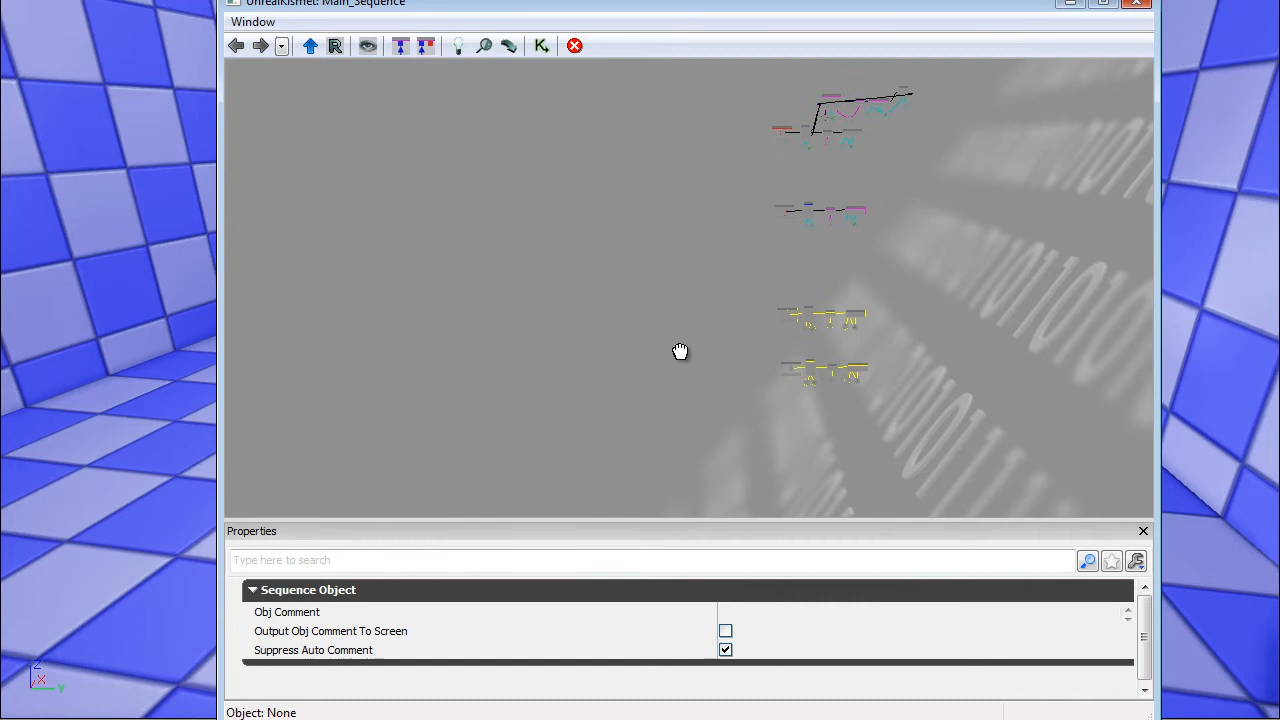 UnrealKismet: Main_Sequence
Window
Properties
Type here to search
Sequence Object
Obj Comment
Output Obj Comment To Screen
Suppress Auto Comment
Object: None
Z
X
Y